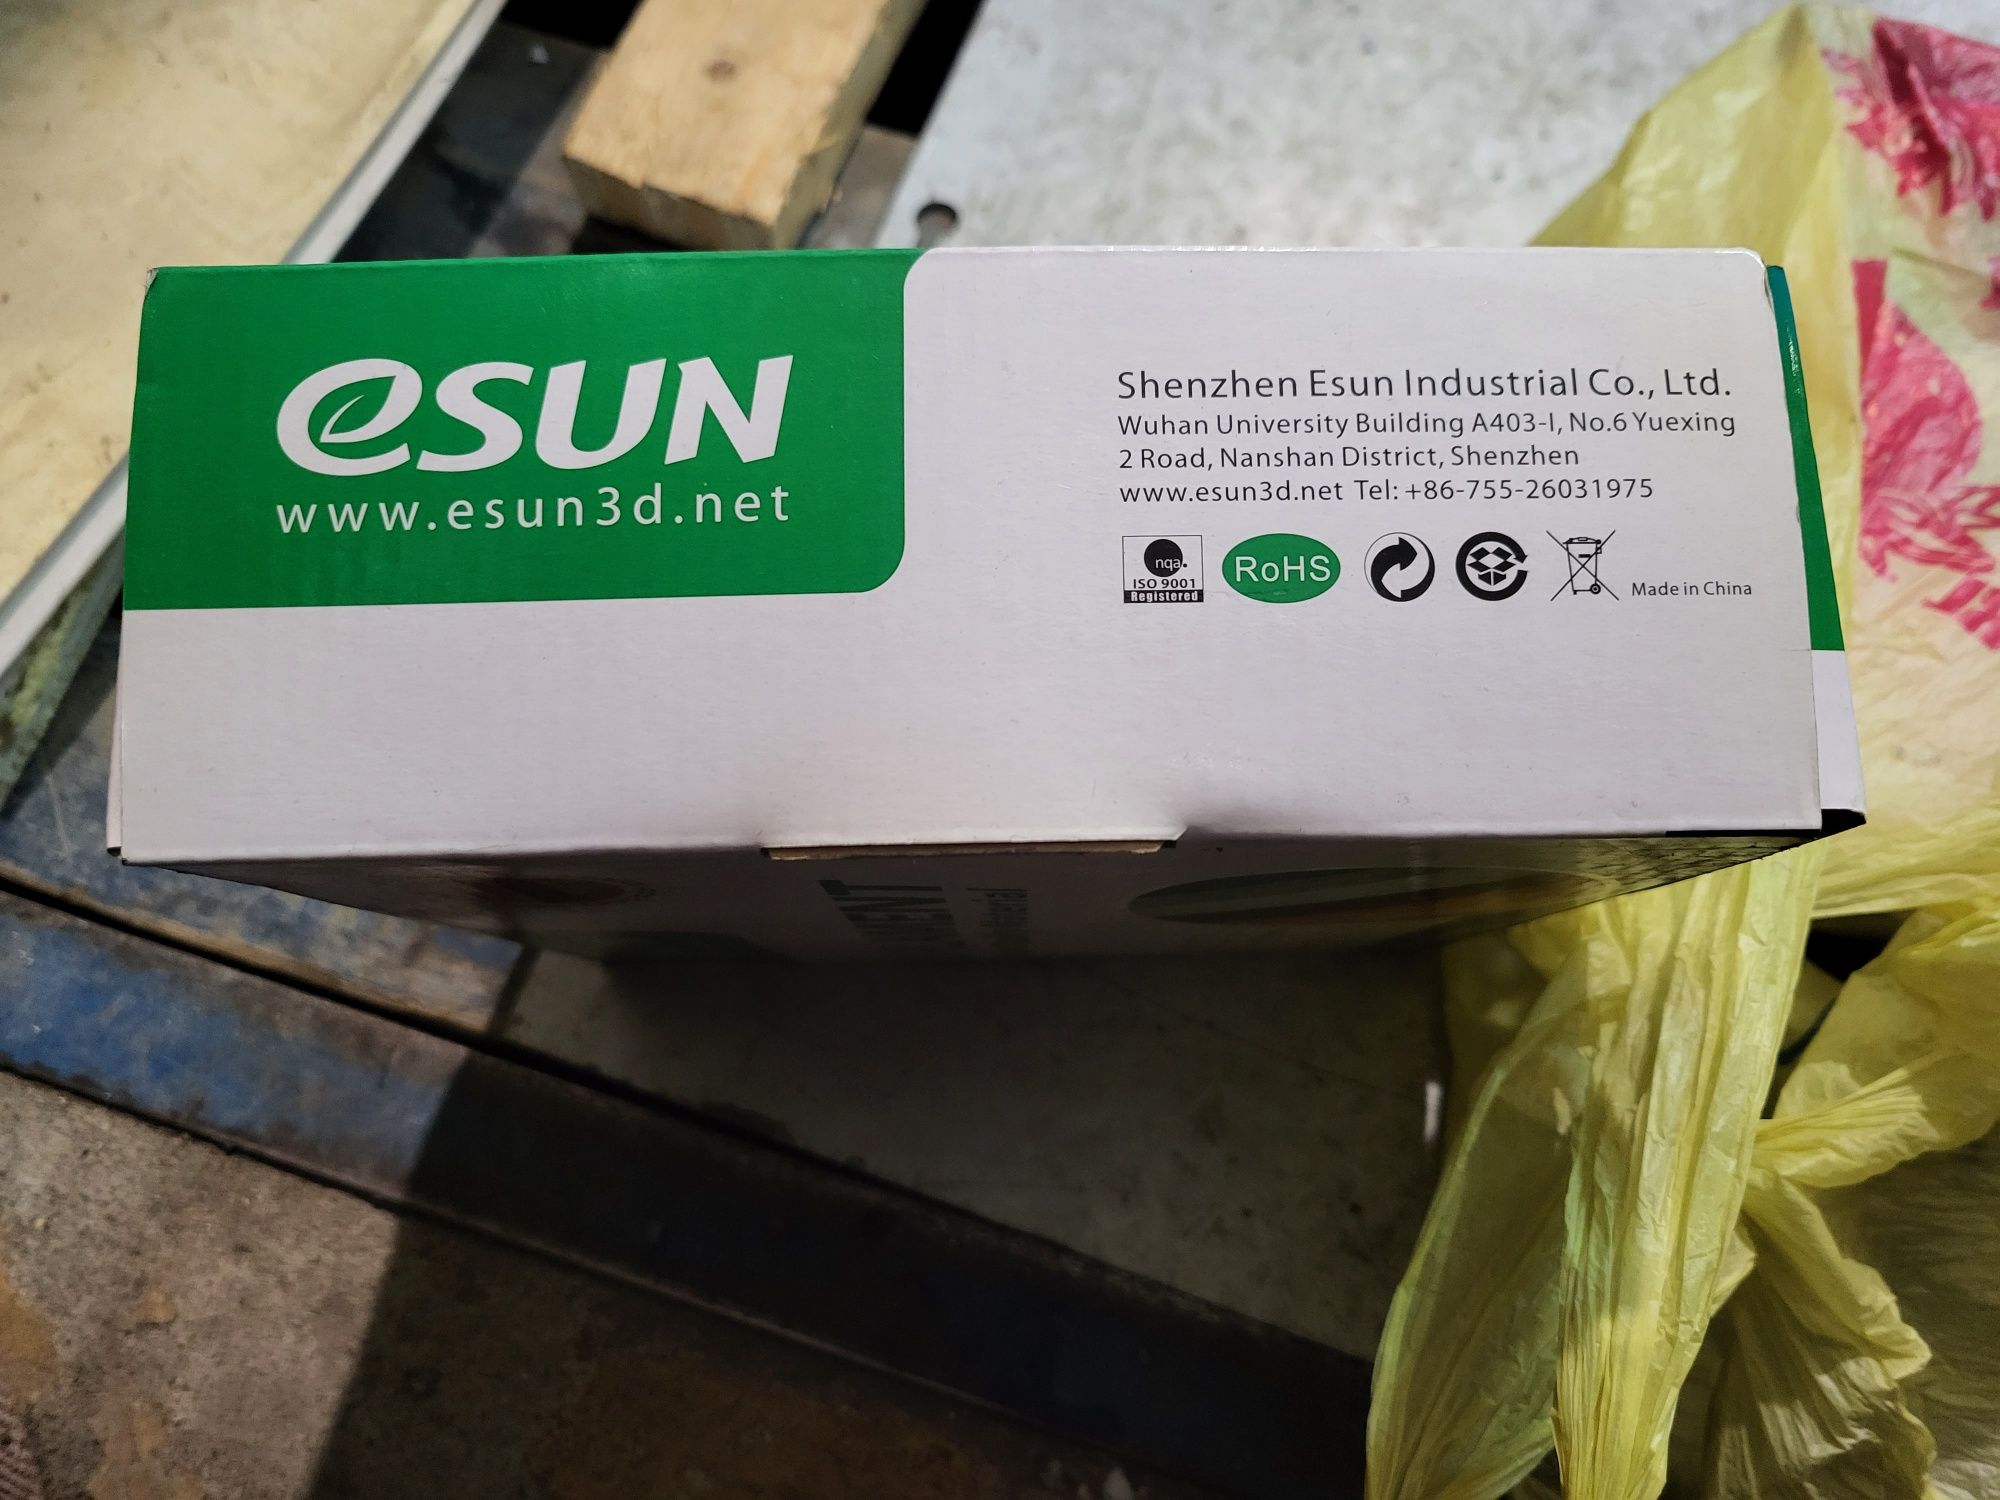 eSUN
www.esun3d.net
Shenzhen Esun Industrial Co., Ltd.
Wuhan University Building A403-I, No.6 Yuexing
2 Road, Nanshan District, Shenzhen
www.esun3d.net Tel: +86-755-26031975
nqa.
ISO 9001
Registered
RoHS
Made in China